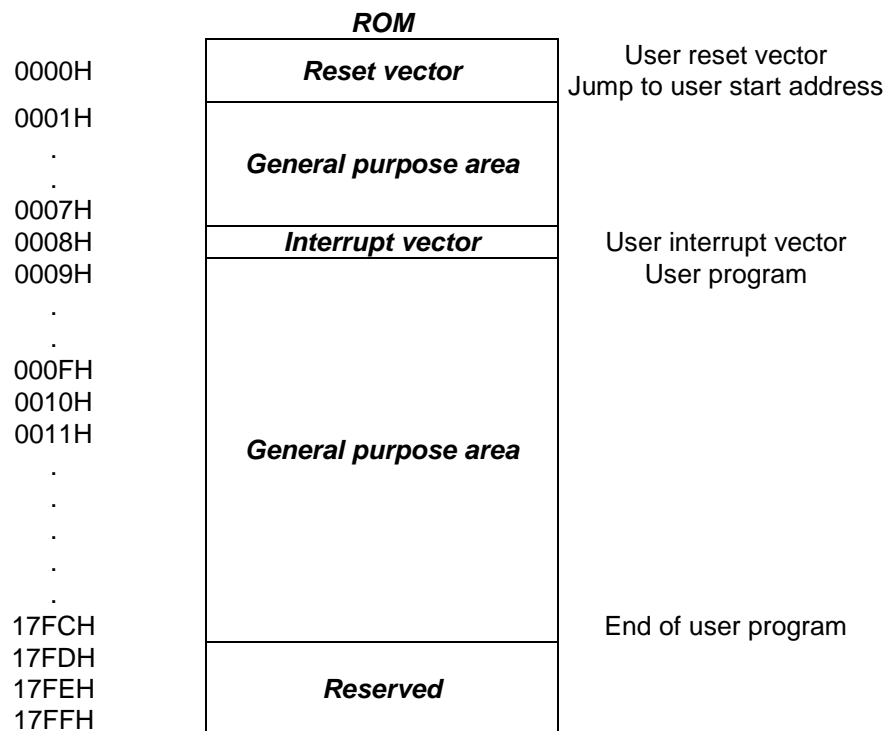 ROM
0000H Reset vector User reset vector
Jump to user start address
0001H
.
General purpose area
.
0007H
0008H Interrupt vector User interrupt vector
0009H User program
.
.
000FH
0010H
0011H
General purpose area
.
.
.
.
.
17FCH End of user program
17FDH
17FEH Reserved
17FFH